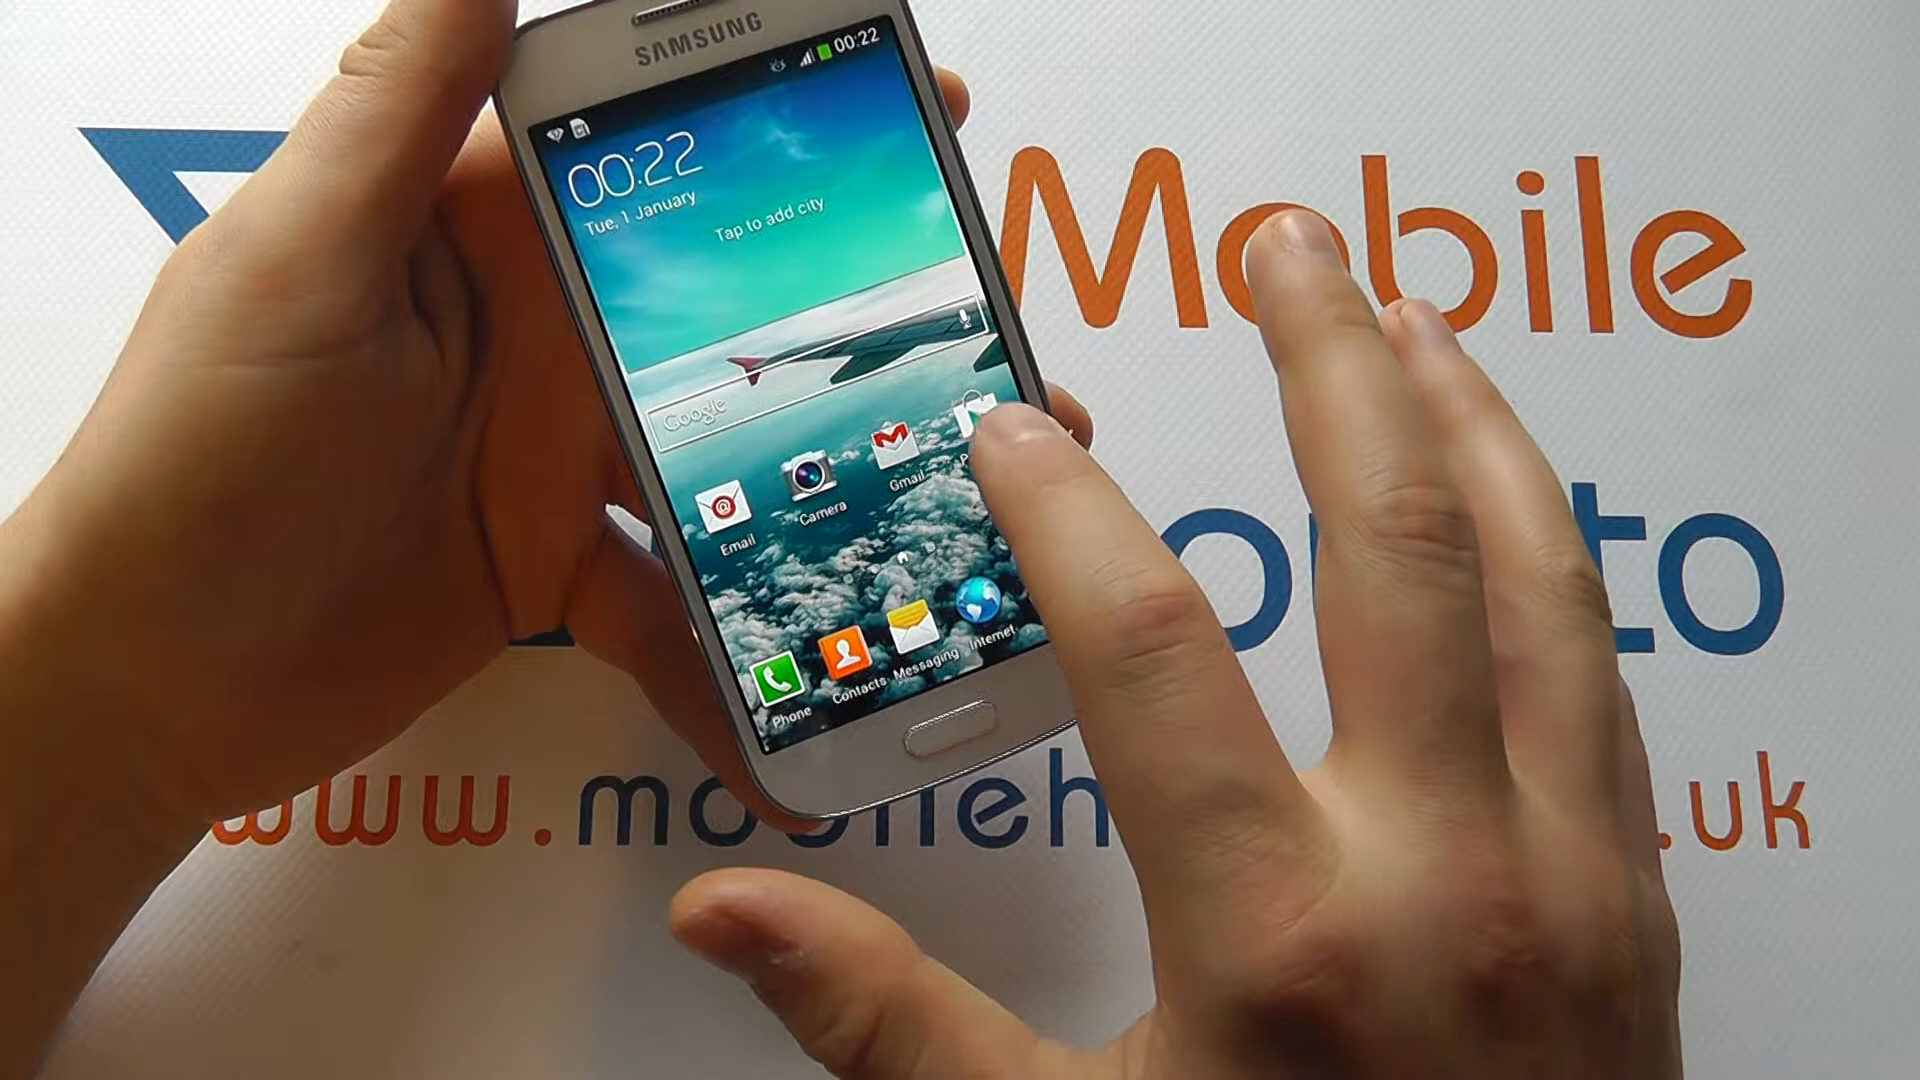 SAMSUNG
00:22
00:22
Tue, 1 January
Tap to add city
Google
Email
Camera
Gmail
Phone
Contacts
Messaging
Internet
Mobile
to
www.mobileh
.uk